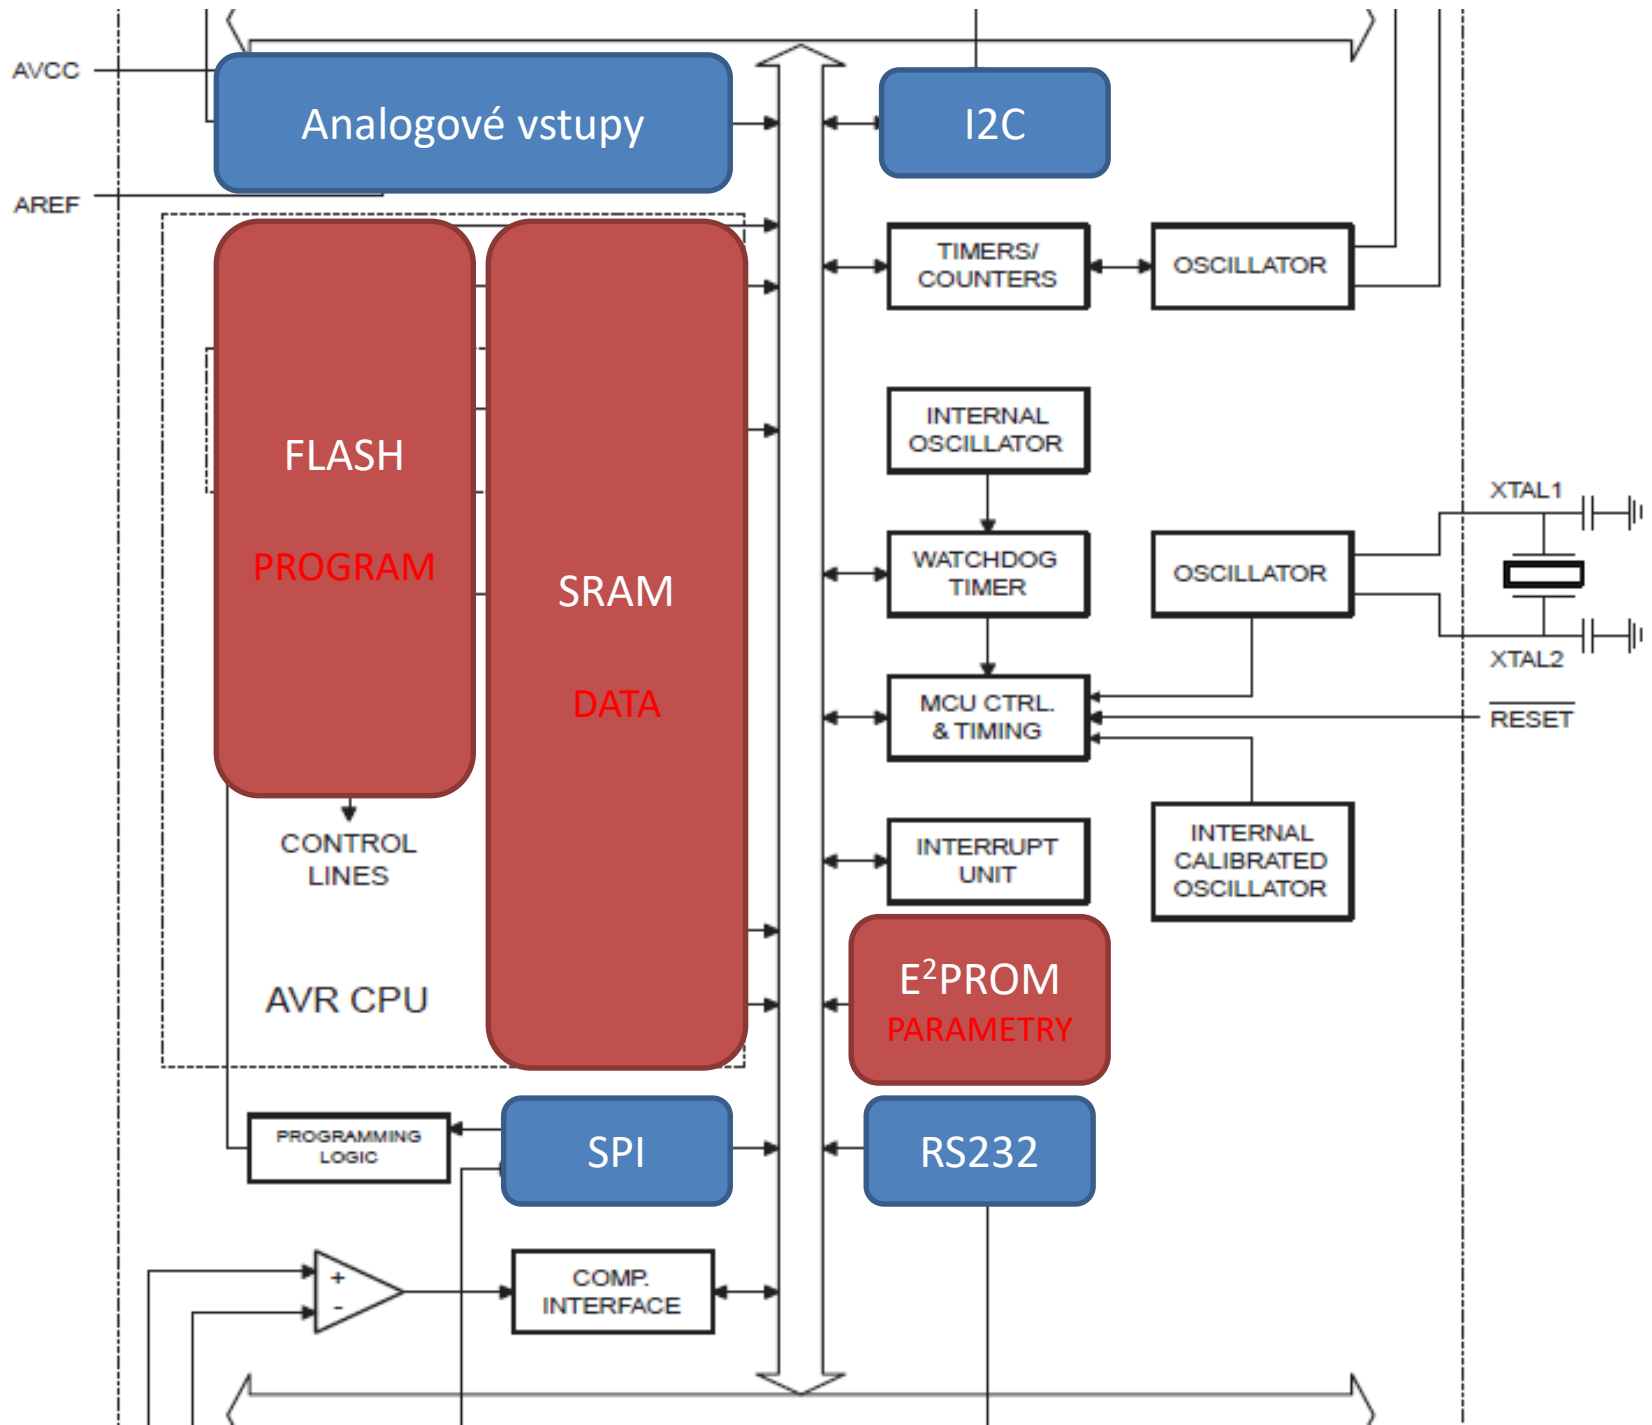 AVCC
Analogové vstupy
I2C
AREF
TIMERS/
COUNTERS
OSCILLATOR
FLASH
PROGRAM
SRAM
DATA
INTERNAL
OSCILLATOR
XTAL1
WATCHDOG
TIMER
OSCILLATOR
XTAL2
MCU CTRL.
& TIMING
RESET
CONTROL
LINES
INTERRUPT
UNIT
INTERNAL
CALIBRATED
OSCILLATOR
AVR CPU
E²PROM
PARAMETRY
PROGRAMMING
LOGIC
SPI
RS232
+
-
COMP.
INTERFACE